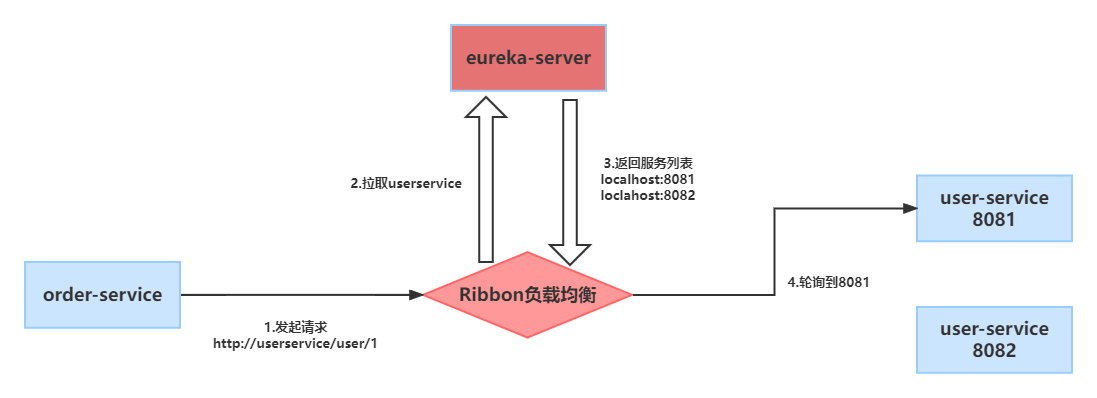 eureka-server
2.拉取userservice
3.返回服务列表
localhost:8081
loclahost:8082
user-service
8081
order-service
Ribbon负载均衡
4.轮询到8081
1.发起请求
http://userservice/user/1
user-service
8082